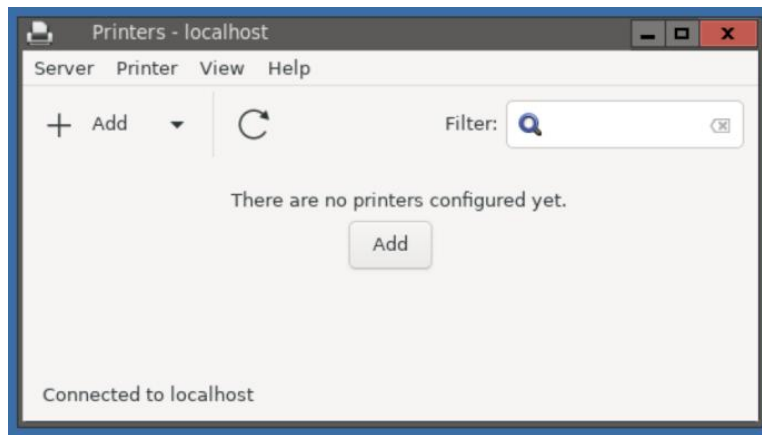 Printers - localhost
Server Printer View Help
Add Filter:
There are no printers configured yet.
Add
Connected to localhost